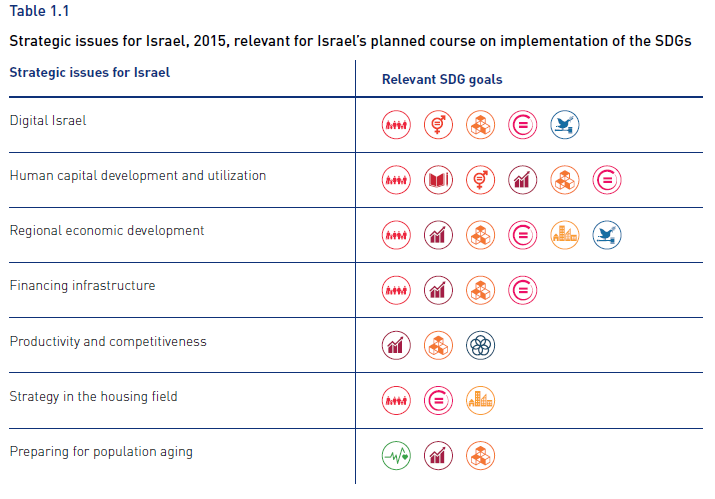 Table 1.1
Strategic issues for Israel, 2015, relevant for Israel’s planned course on implementation of the SDGs
Strategic issues for Israel
Relevant SDG goals
Digital Israel
Human capital development and utilization
Regional economic development
Financing infrastructure
Productivity and competitiveness
Strategy in the housing field
Preparing for population aging